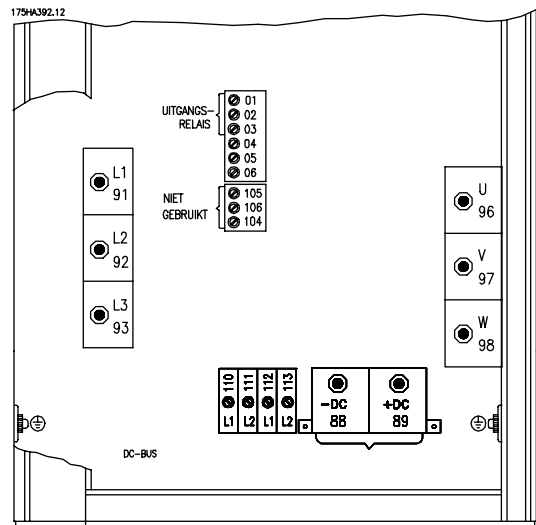 175HA392.12
UITGANGS-
RELAIS
01
02
03
04
05
06
NIET
GEBRUIKT
105
106
104
L1
91
L2
92
L3
93
U
96
V
97
W
98
110 111 112 113
L1 L2 L1 L2
-DC
88
+DC
89
DC-BUS